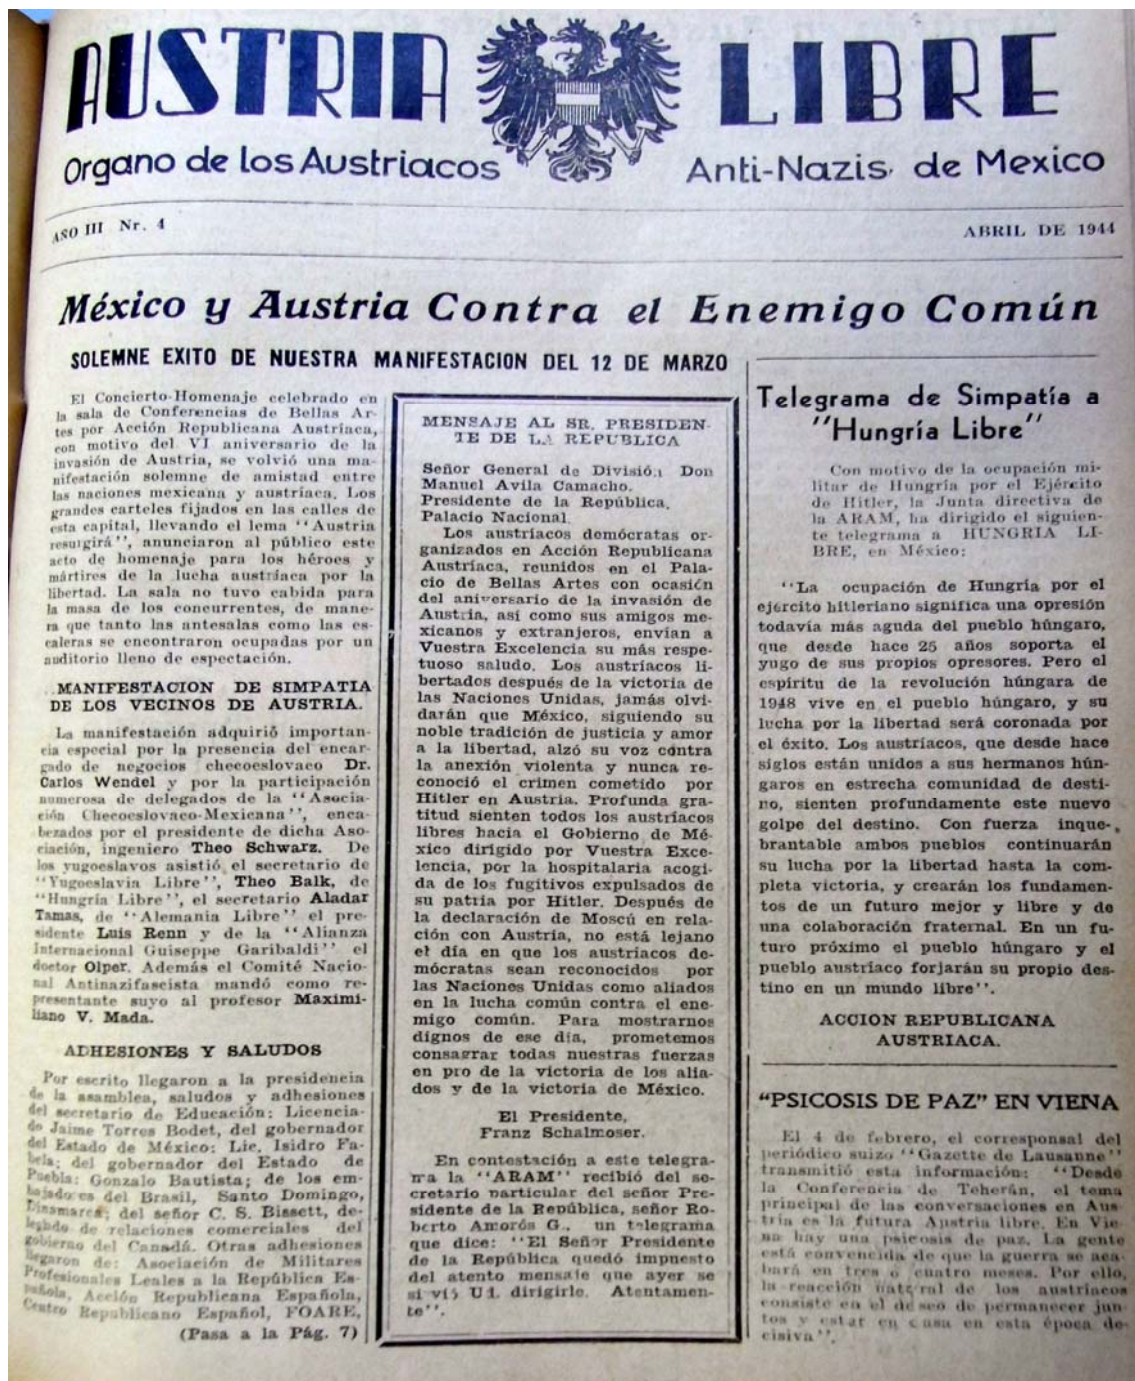 AUSTRIA LIBRE
Organo de los Austriacos Anti-Nazis de Mexico
AÑO III Nr. 4
ABRIL DE 1944
México y Austria Contra el Enemigo Común
SOLEMNE EXITO DE NUESTRA MANIFESTACION DEL 12 DE MARZO
El Concierto-Homenaje celebrado en
la sala de Conferencias de Bellas Ar-
tes por Acción Republicana Austríaca,
con motivo del VI aniversario de la
invasión de Austria, se volvió una ma-
nifestación solemne de amistad entre
las naciones mexicana y austríaca. Los
grandes carteles fijados en las calles de
esta capital, llevando el lema "Austria
resurgirá", anunciaron al público este
acto de homenaje para los héroes y
mártires de la lucha austríaca por la
libertad. La sala no tuvo cabida para
la masa de los concurrentes, de mane-
ra que tanto las antesalas como las es-
caleras se encontraron ocupadas por un
auditorio lleno de espectación.
MANIFESTACION DE SIMPATIA
DE LOS VECINOS DE AUSTRIA.
La manifestación adquirió importan-
cia especial por la presencia del encar-
gado de negocios checoeslovaco Dr.
Carlos Wendel y por la participación
numerosa de delegados de la "Asocia-
ción Checoeslovaco-Mexicana", enca-
bezados por el presidente de dicha Aso-
ciación, ingeniero Theo Schwarz. De
los yugoeslavos asistió el secretario de
"Yugoeslavia Libre", Theo Balk, de
"Hungría Libre", el secretario Aladar
Tamas, de "Alemania Libre" el pre-
sidente Luis Renn y de la "Alianza
Internacional Guiseppe Garibaldi" el
doctor Olper. Además el Comité Nacio-
nal Antinazifascista mandó como re-
presentante suyo al profesor Maximi-
liano V. Mada.
ADHESIONES Y SALUDOS
Por escrito llegaron a la presidencia
de la asamblea, saludos y adhesiones
del secretario de Educación: Licencia-
do Jaime Torres Bodet, del gobernador
del Estado de México: Lic. Isidro Fa-
bela; del gobernador del Estado de
Puebla: Gonzalo Bautista; de los em-
bajadores del Brasil, Santo Domingo,
Dinamarca; del señor C. S. Bissett, de-
legado de relaciones comerciales del
gobierno del Canadá. Otras adhesiones
llegaron de: Asociación de Militares
Profesionales Leales a la República Es-
pañola, Acción Republicana Española,
Centro Republicano Español, FOARE,
(Pasa a la Pág. 7)
MENSAJE AL SR. PRESIDEN-
TE DE LA REPUBLICA
Señor General de División Don
Manuel Avila Camacho.
Presidente de la República,
Palacio Nacional.
Los austríacos demócratas or-
ganizados en Acción Republicana
Austríaca, reunidos en el Pala-
cio de Bellas Artes con ocasión
del aniversario de la invasión de
Austria, así como sus amigos me-
xicanos y extranjeros, envían a
Vuestra Excelencia su más respe-
tuoso saludo. Los austríacos li-
bertados después de la victoria de
las Naciones Unidas, jamás olvi-
darán que México, siguiendo su
noble tradición de justicia y amor
a la libertad, alzó su voz contra
la anexión violenta y nunca re-
conoció el crimen cometido por
Hitler en Austria. Profunda gra-
titud sienten todos los austríacos
libres hacia el Gobierno de Mé-
xico dirigido por Vuestra Exce-
lencia, por la hospitalaria acogi-
da de los fugitivos expulsados de
su patria por Hitler. Después de
la declaración de Moscú en rela-
ción con Austria, no está lejano
el día en que los austríacos de-
mócratas sean reconocidos por
las Naciones Unidas como aliados
en la lucha común contra el ene-
migo común. Para mostrarnos
dignos de ese día, prometemos
consagrar todas nuestras fuerzas
en pro de la victoria de los alia-
dos y de la victoria de México.
El Presidente,
Franz Schalmoser.
En contestación a este telegra-
ma la "ARAM" recibió del se-
cretario particular del señor Pre-
sidente de la República, señor Ro-
berto Amorós G., un telegrama
que dice: "El Señor Presidente
de la República quedó impuesto
del atento mensaje que ayer se
sirvió Ud. dirigirle. Atentamen-
te".
Telegrama de Simpatía a
"Hungría Libre"
Con motivo de la ocupación mi-
litar de Hungría por el Ejército
de Hitler, la Junta directiva de
la ARAM, ha dirigido el siguien-
te telegrama a HUNGRIA LI-
BRE, en México:
"La ocupación de Hungría por el
ejército hitleriano significa una opresión
todavía más aguda del pueblo húngaro,
que desde hace 25 años soporta el
yugo de sus propios opresores. Pero el
espíritu de la revolución húngara de
1948 vive en el pueblo húngaro, y su
lucha por la libertad será coronada por
el éxito. Los austríacos, que desde hace
siglos están unidos a sus hermanos hún-
garos en estrecha comunidad de desti-
no, sienten profundamente este nuevo
golpe del destino. Con fuerza inque-
brantable ambos pueblos continuarán
su lucha por la libertad hasta la com-
pleta victoria, y crearán los fundamen-
tos de un futuro mejor y libre y de
una colaboración fraternal. En un fu-
turo próximo el pueblo húngaro y el
pueblo austríaco forjarán su propio des-
tino en un mundo libre".
ACCION REPUBLICANA
AUSTRIACA.
"PSICOSIS DE PAZ" EN VIENA
El 4 de febrero, el corresponsal del
periódico suizo "Gazette de Lausanne"
transmitió esta información: "Desde
la Conferencia de Teherán, el tema
principal de las conversaciones en Aus-
tria es la futura Austria libre. En Vie-
na hay una psicosis de paz. La gente
está convencida de que la guerra se aca-
bará en tres o cuatro meses. Por ello,
la reacción natural de los austríacos
consiste en el deseo de permanecer jun-
tos y estar en casa en esta época de-
cisiva".